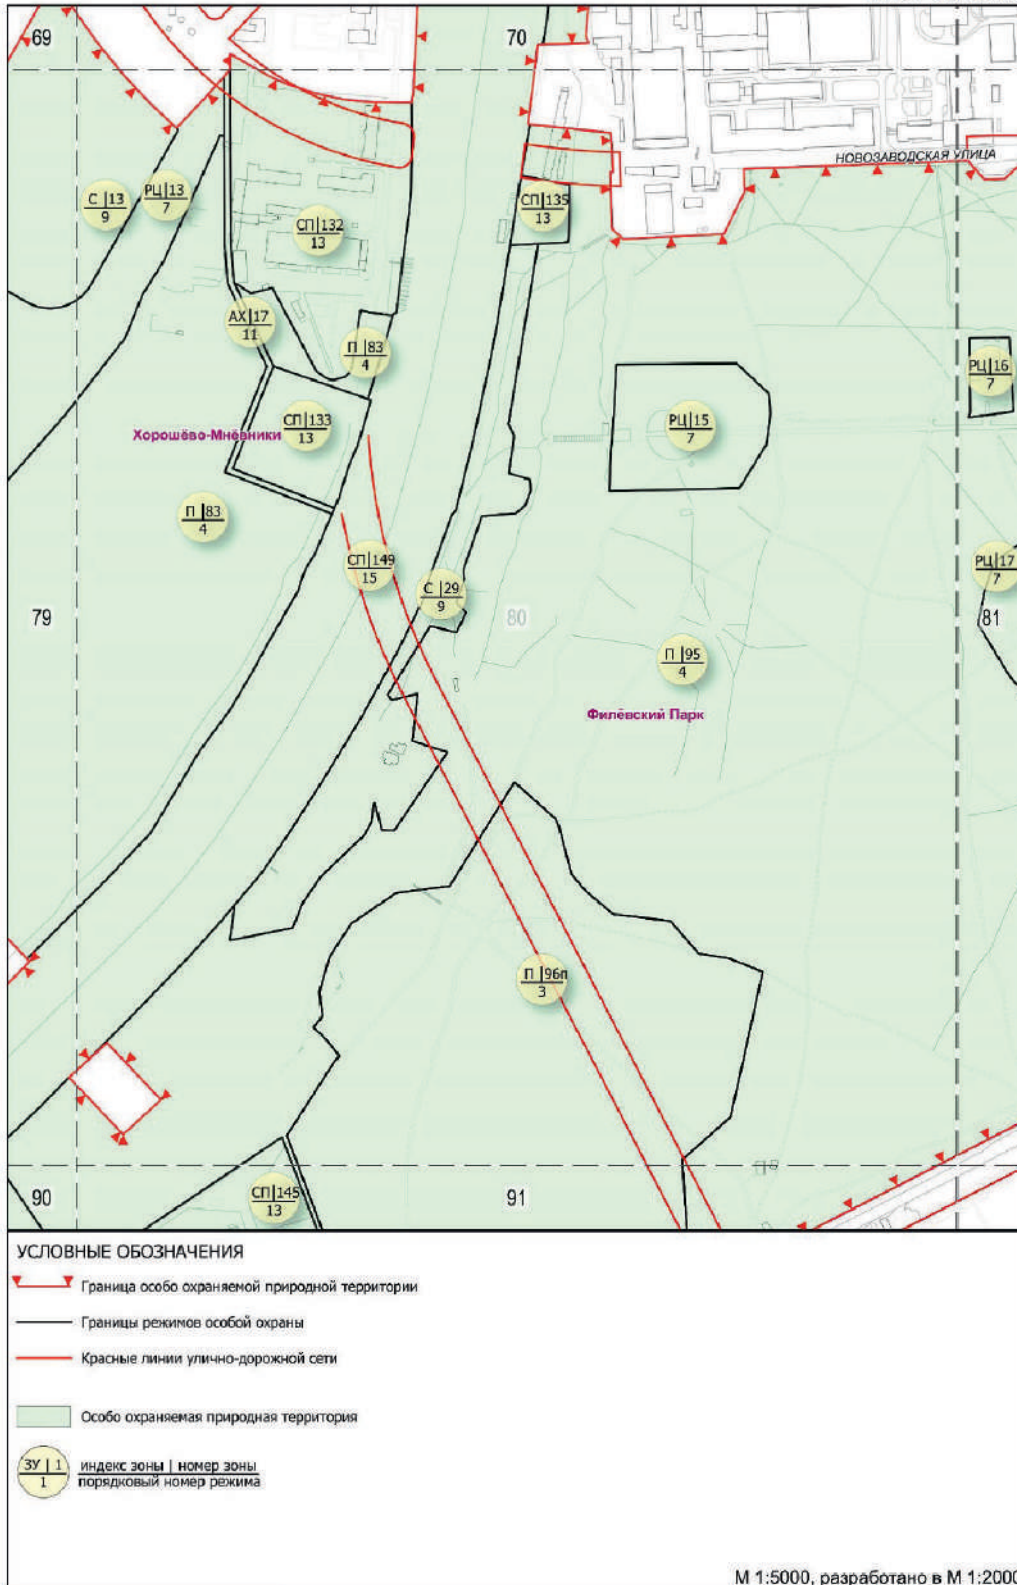 69
70
НОВОЗАВОДСКАЯ УЛИЦА
С | 13
9
РЦ|13
7
СП|132
13
СП|135
13
АХ|17
11
П |83
4
РЦ|16
7
СП|133
13
Хорошёво-Мнёвники
РЦ|15
7
П |83
4
СП|149
15
С |29
9
РЦ|17
7
79
80
81
П |95
4
Филёвский Парк
П |96п
3
90
СП|145
13
91
УСЛОВНЫЕ ОБОЗНАЧЕНИЯ
Граница особо охраняемой природной территории
Границы режимов особой охраны
Красные линии улично-дорожной сети
Особо охраняемая природная территория
ЗУ | 1
1
индекс зоны | номер зоны
порядковый номер режима
М 1:5000, разработано в М 1:2000